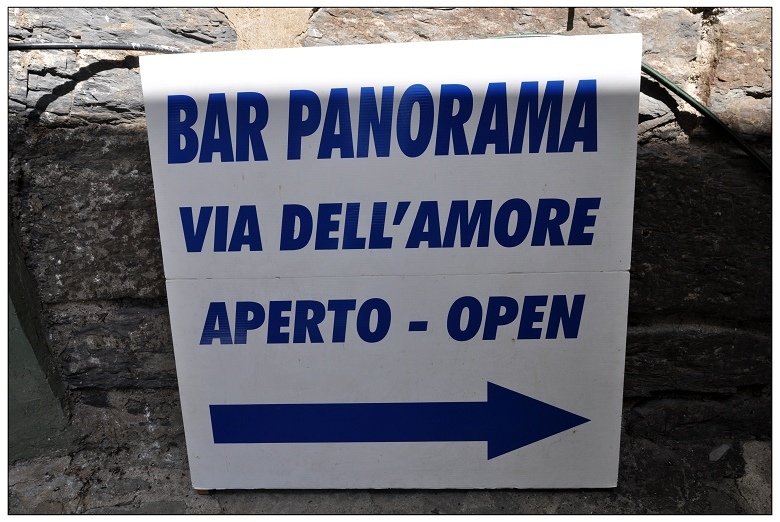 BAR PANORAMA
VIA DELL'AMORE
APERTO - OPEN